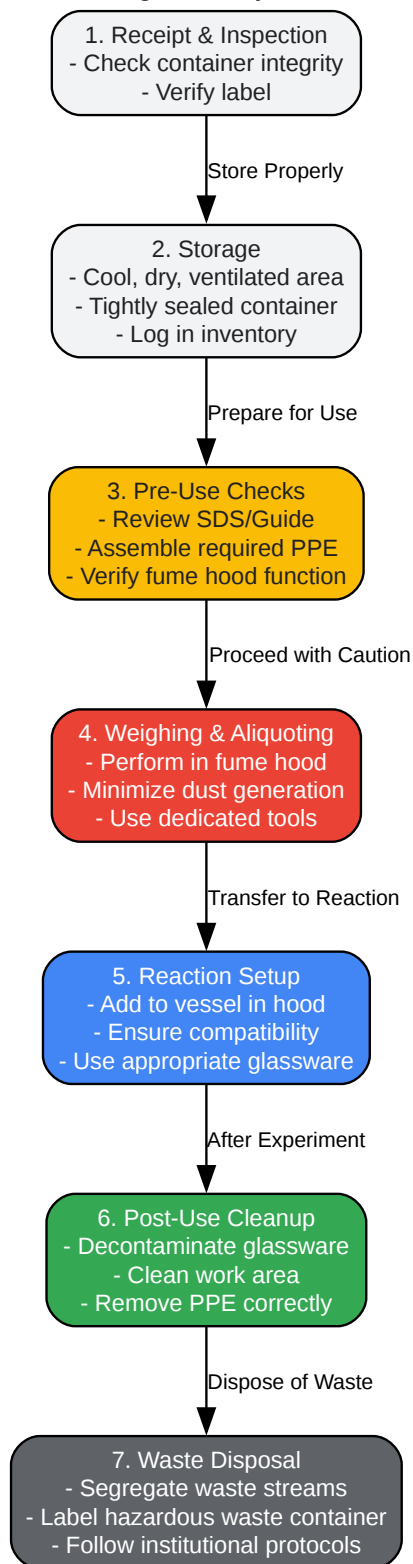 1. Receipt & Inspection
- Check container integrity
- Verify label
Store Properly
2. Storage
- Cool, dry, ventilated area
- Tightly sealed container
- Log in inventory
Prepare for Use
3. Pre-Use Checks
- Review SDS/Guide
- Assemble required PPE
- Verify fume hood function
Proceed with Caution
4. Weighing & Aliquoting
- Perform in fume hood
- Minimize dust generation
- Use dedicated tools
Transfer to Reaction
5. Reaction Setup
- Add to vessel in hood
- Ensure compatibility
- Use appropriate glassware
After Experiment
6. Post-Use Cleanup
- Decontaminate glassware
- Clean work area
- Remove PPE correctly
Dispose of Waste
7. Waste Disposal
- Segregate waste streams
- Label hazardous waste container
- Follow institutional protocols